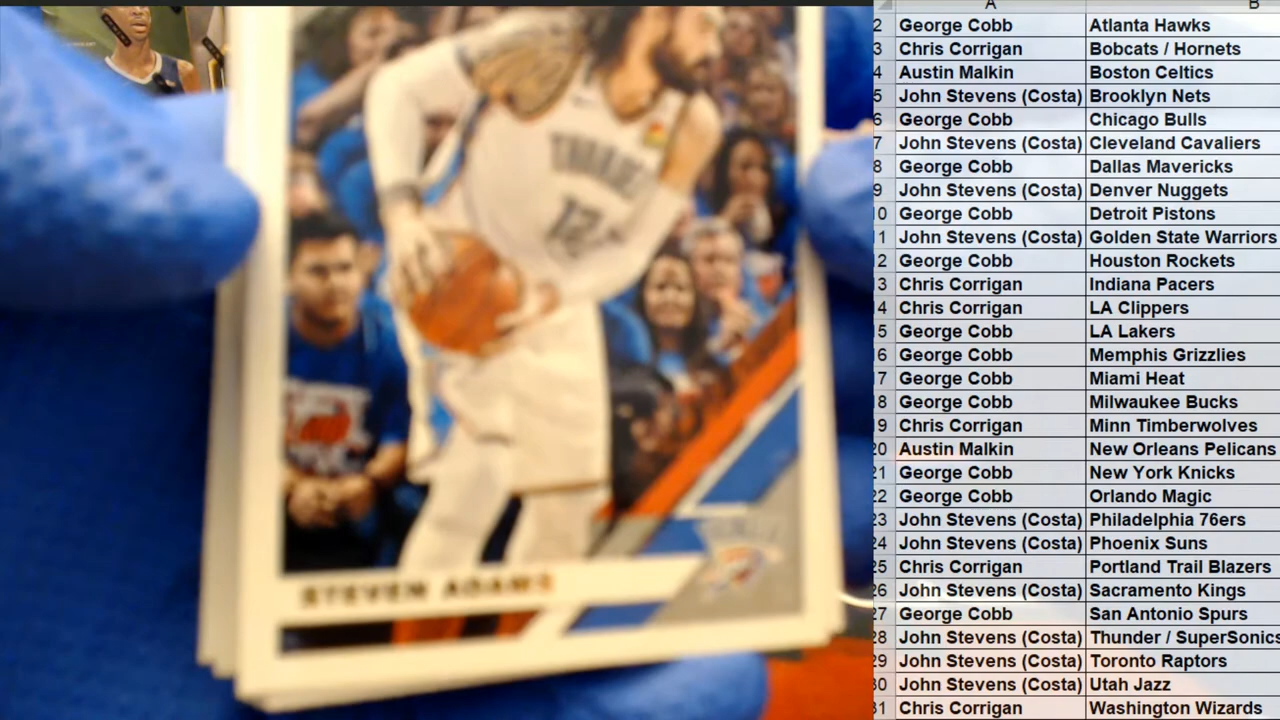 THUNDER
12
STEVEN ADAMS
A B
2 George Cobb Atlanta Hawks
3 Chris Corrigan Bobcats / Hornets
4 Austin Malkin Boston Celtics
5 John Stevens (Costa) Brooklyn Nets
6 George Cobb Chicago Bulls
7 John Stevens (Costa) Cleveland Cavaliers
8 George Cobb Dallas Mavericks
9 John Stevens (Costa) Denver Nuggets
10 George Cobb Detroit Pistons
11 John Stevens (Costa) Golden State Warriors
12 George Cobb Houston Rockets
13 Chris Corrigan Indiana Pacers
14 Chris Corrigan LA Clippers
15 George Cobb LA Lakers
16 George Cobb Memphis Grizzlies
17 George Cobb Miami Heat
18 George Cobb Milwaukee Bucks
19 Chris Corrigan Minn Timberwolves
20 Austin Malkin New Orleans Pelicans
21 George Cobb New York Knicks
22 George Cobb Orlando Magic
23 John Stevens (Costa) Philadelphia 76ers
24 John Stevens (Costa) Phoenix Suns
25 Chris Corrigan Portland Trail Blazers
26 John Stevens (Costa) Sacramento Kings
27 George Cobb San Antonio Spurs
28 John Stevens (Costa) Thunder / SuperSonics
29 John Stevens (Costa) Toronto Raptors
30 John Stevens (Costa) Utah Jazz
31 Chris Corrigan Washington Wizards